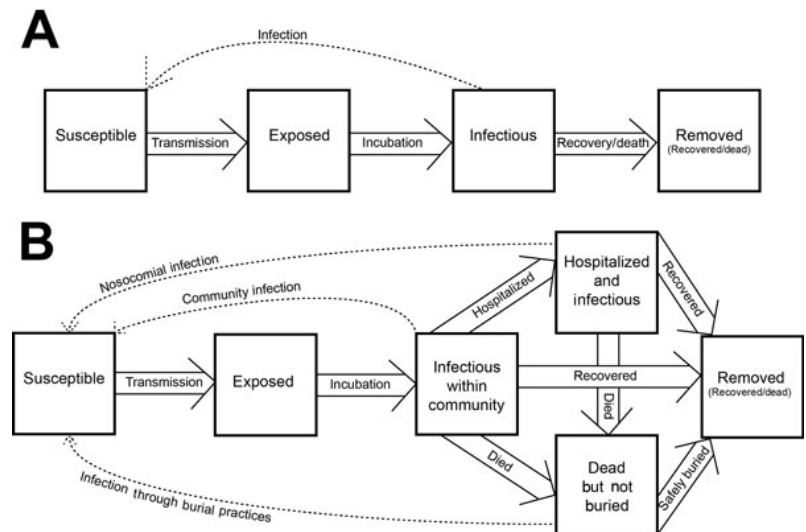 A
Infection
Susceptible
Transmission
Exposed
Incubation
Infectious
Recovery/death
Removed
(Recovered/dead)
B
Nosocomial infection
Community infection
Hospitalized
Hospitalized
and
infectious
Recovered
Susceptible
Transmission
Exposed
Incubation
Infectious
within
community
Recovered
Died
Removed
(Recovered/dead)
Died
Dead
but not
buried
Safely buried
Infection through burial practices